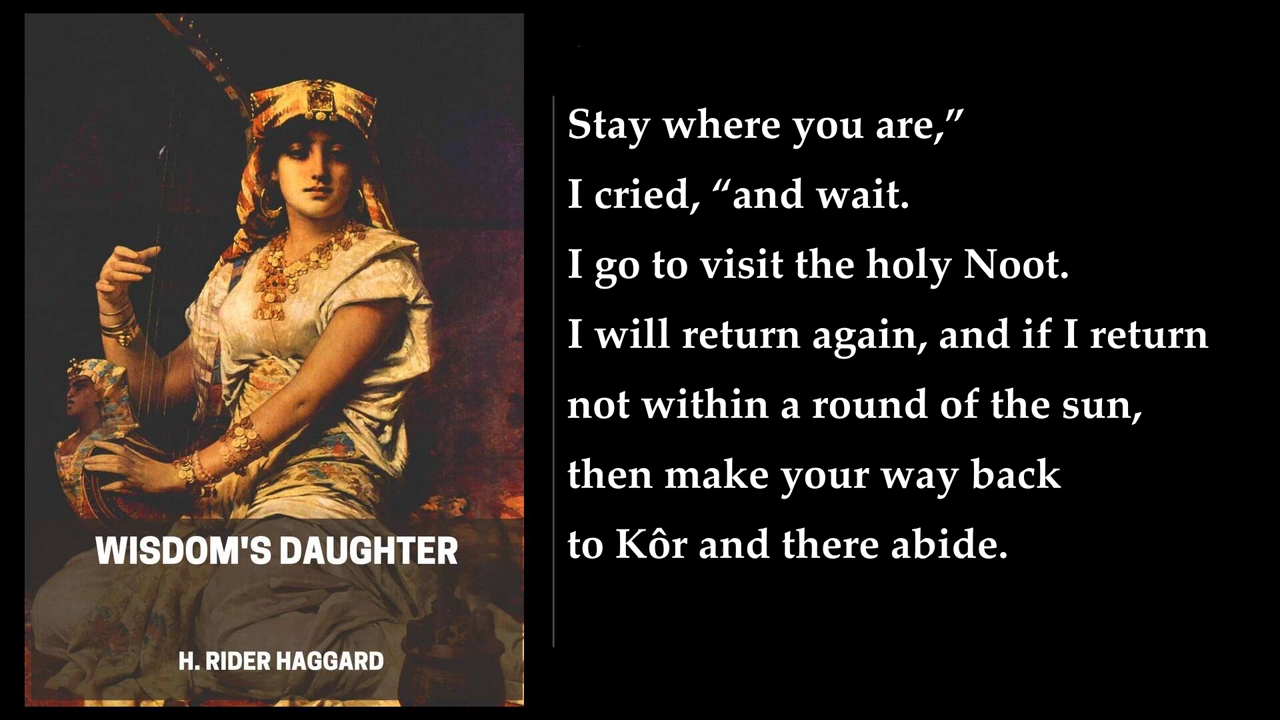 WISDOM'S DAUGHTER
H. RIDER HAGGARD
Stay where you are,”
I cried, “and wait.
I go to visit the holy Noot.
I will return again, and if I return
not within a round of the sun,
then make your way back
to Kôr and there abide.